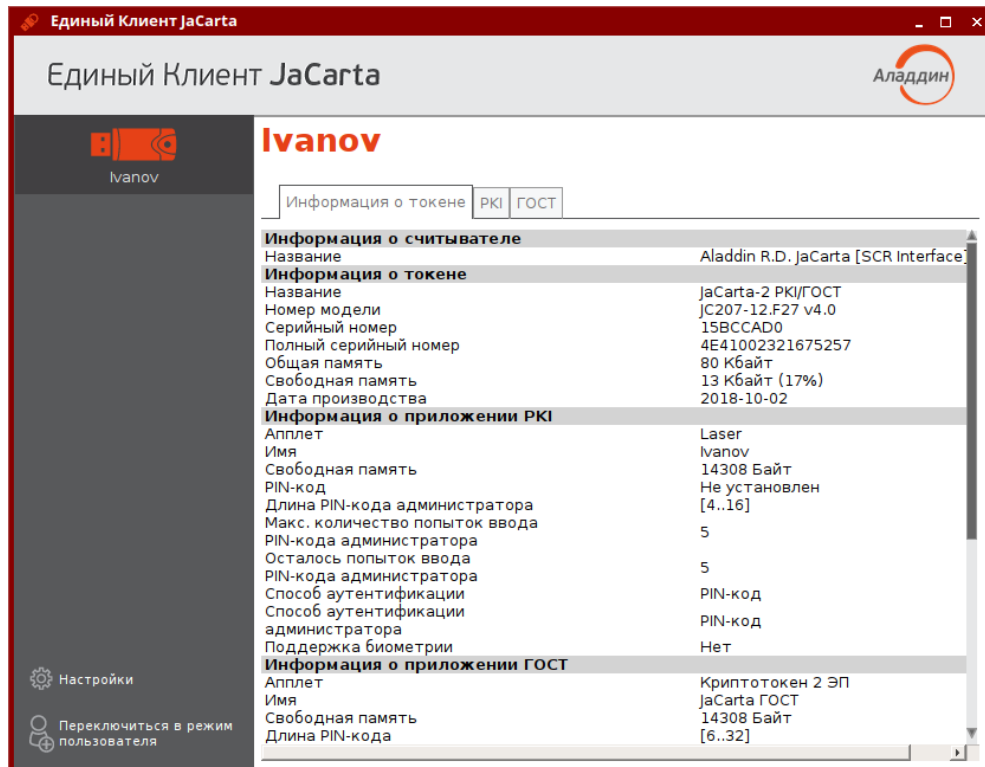 Единый Клиент JaCarta
Единый Клиент JaCarta
Аладдин
Ivanov
Ivanov
Информация о токене PKI ГОСТ
Информация о считывателе
Название Aladdin R.D. JaCarta [SCR Interface]
Информация о токене
Название JaCarta-2 PKI/ГОСТ
Номер модели JC207-12.F27 v4.0
Серийный номер 15BCCAD0
Полный серийный номер 4E41002321675257
Общая память 80 Кбайт
Свободная память 13 Кбайт (17%)
Дата производства 2018-10-02
Информация о приложении PKI
Апплет Laser
Имя Ivanov
Свободная память 14308 Байт
PIN-код Не установлен
Длина PIN-кода администратора [4..16]
Макс. количество попыток ввода
PIN-кода администратора 5
Осталось попыток ввода
PIN-кода администратора 5
Способ аутентификации PIN-код
Способ аутентификации
администратора PIN-код
Поддержка биометрии Нет
Информация о приложении ГОСТ
Апплет Криптотокен 2 ЭП
Имя JaCarta ГОСТ
Свободная память 14308 Байт
Длина PIN-кода [6..32]
Настройки
Переключиться в режим
пользователя